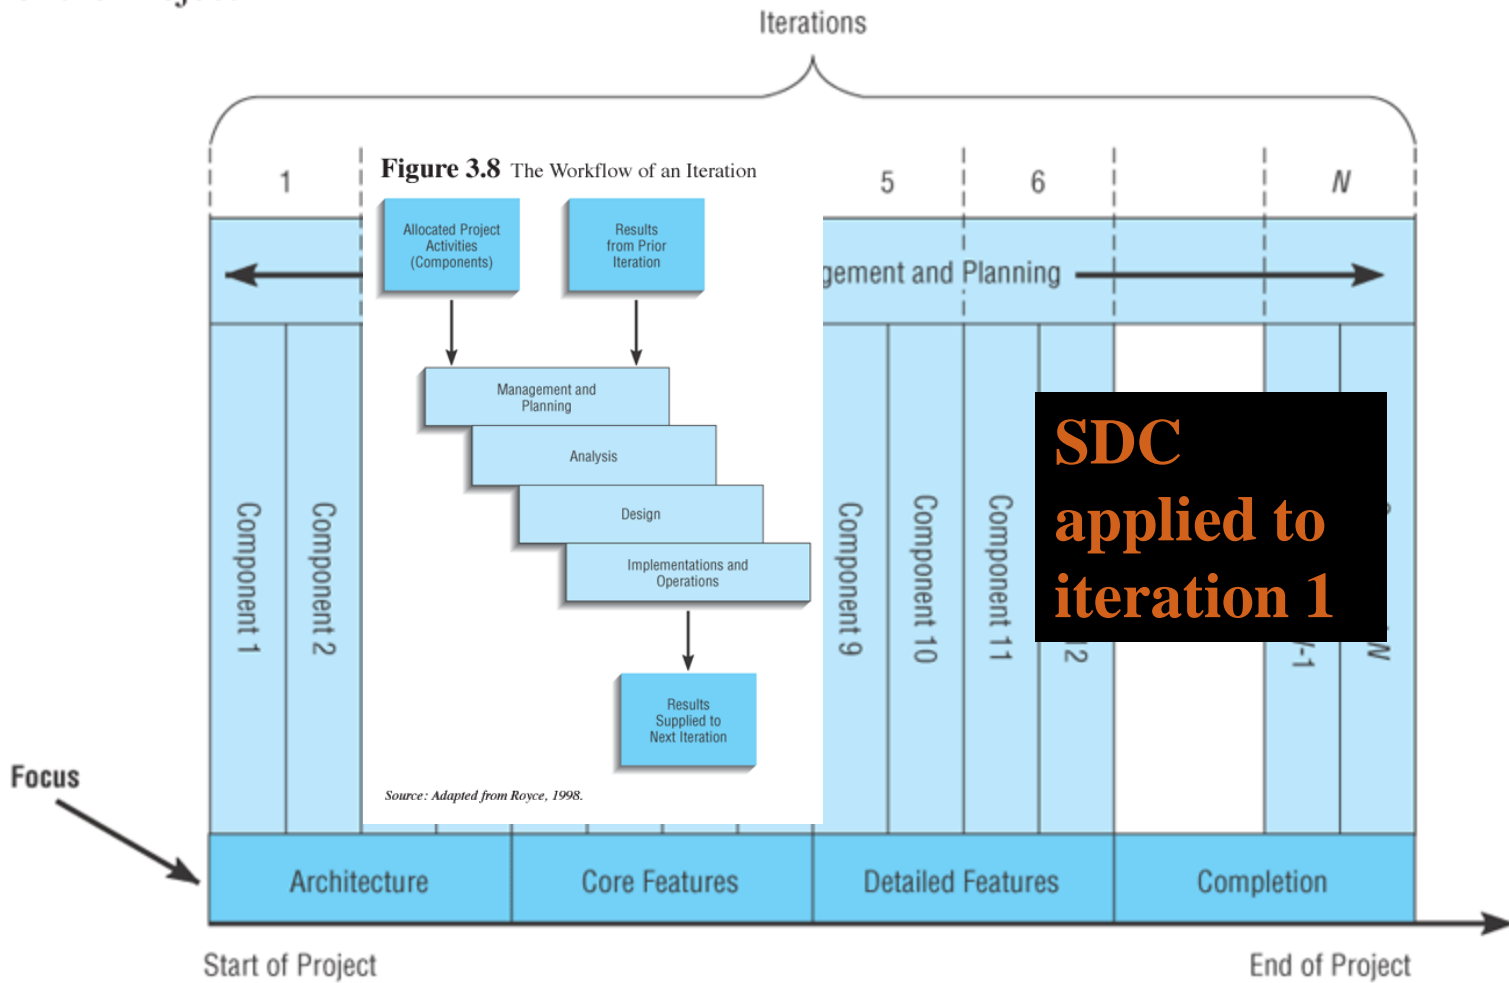 Iterations
Figure 3.8 The Workflow of an Iteration
1
5
6
N
Allocated Project
Activities
(Components)
Results
from Prior
Iteration
and Planning
Management and
Planning
Analysis
Design
Implementations and
Operations
Results
Supplied to
Next Iteration
Source: Adapted from Royce, 1998.
Component 1
Component 2
Component 9
Component 10
Component 11
SDC
applied to
iteration 1
Focus
Architecture
Core Features
Detailed Features
Completion
Start of Project
End of Project